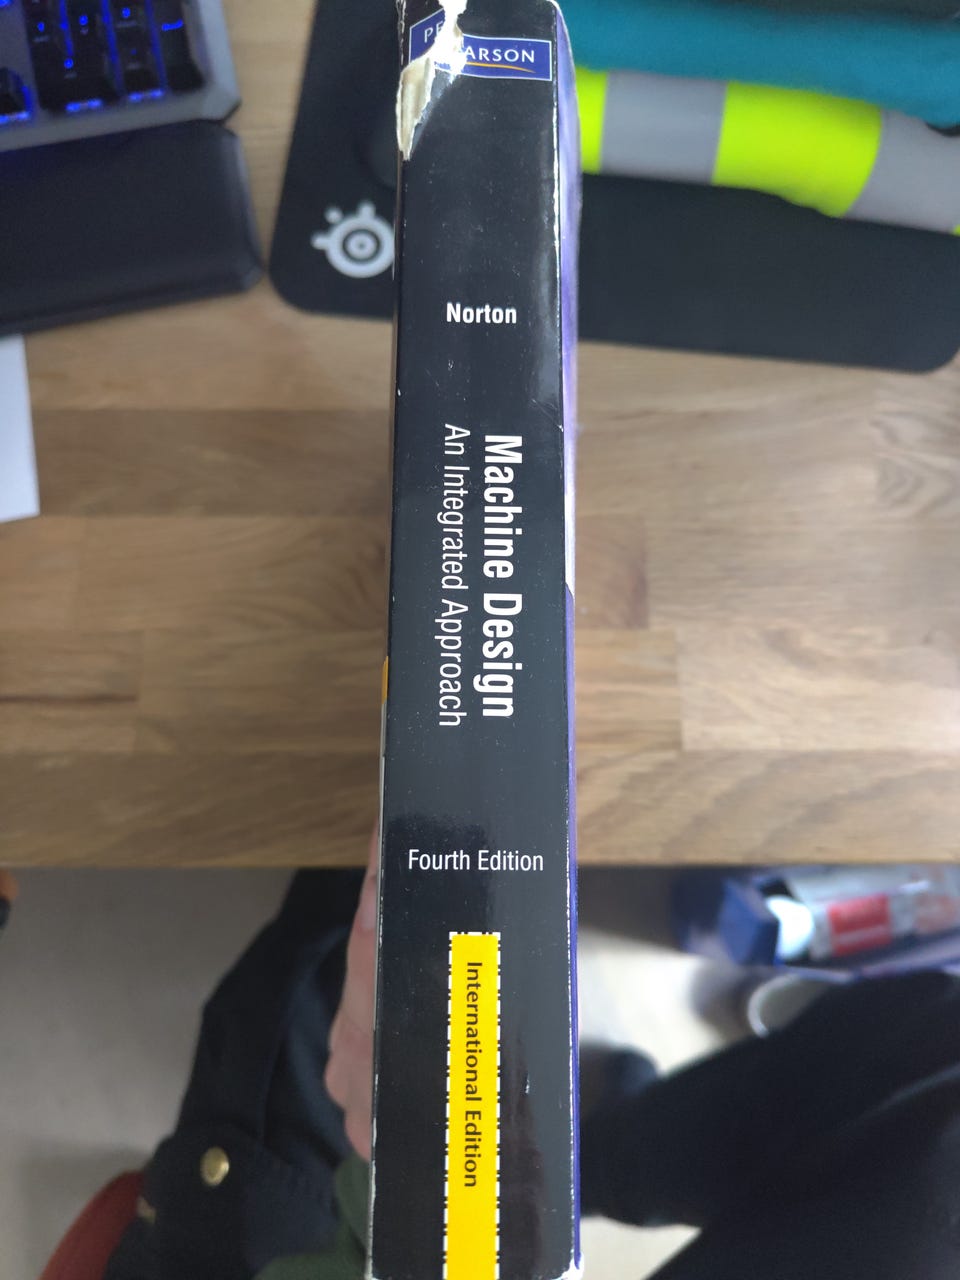 PEARSON
Norton
Machine Design
An Integrated Approach
Fourth Edition
International Edition